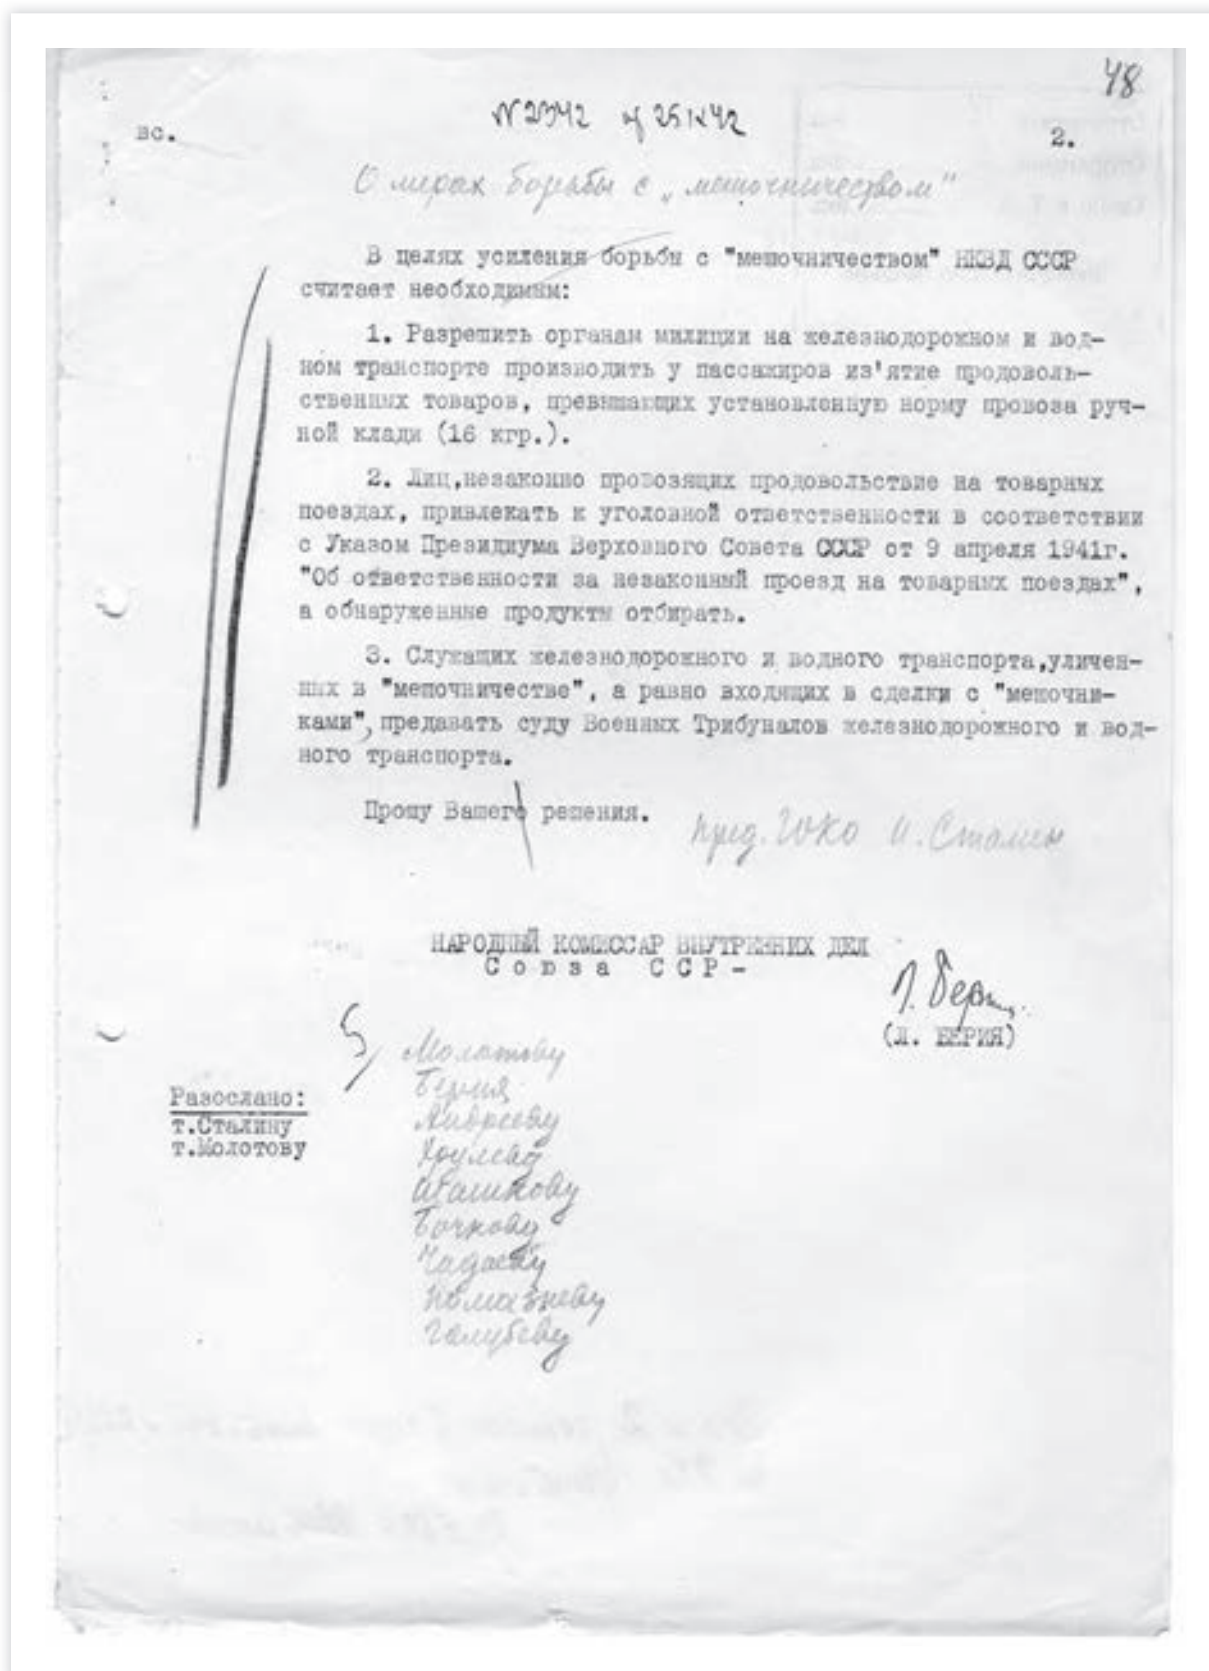 48
N 2342 от 25 IX 42
вс.
2.
О мерах борьбы с „мешочничеством"
В целях усиления борьбы с "мешочничеством" НКВД СССР
считает необходимым:
1. Разрешить органам милиции на железнодорожном и вод-
ном транспорте производить у пассажиров из'ятие продоволь-
ственных товаров, превышающих установленную норму провоза руч-
ной клади (16 кгр.).
2. Лиц,незаконно провозящих продовольствие на товарных
поездах, привлекать к уголовной ответственности в соответствии
с Указом Президиума Верховного Совета СССР от 9 апреля 1941г.
"Об ответственности за незаконный проезд на товарных поездах",
а обнаруженные продукты отбирать.
3. Служащих железнодорожного и водного транспорта,уличен-
ных в "мешочничестве", а равно входящих в сделки с "мешочни-
ками", предавать суду Военных Трибуналов железнодорожного и вод-
ного транспорта.
Прошу Вашего решения.
Пред. ГОКО И. Сталин
НАРОДНЫЙ КОМИССАР ВНУТРЕННИХ ДЕЛ
Союза ССР -
Л. Берия
(Л. БЕРИЯ)
Молотову
Берия
Андрееву
Хрулеву
Арашкову
Бочкову
Чадаеву
Помазневу
Голубеву
Разослано:
т.Сталину
т.Молотову